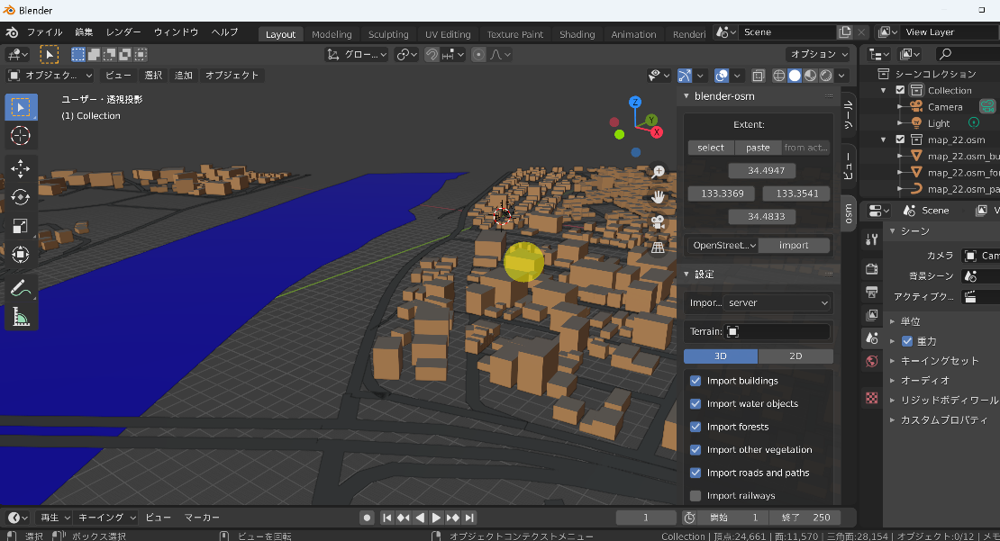 Blender
ファイル 編集 レンダー ウィンドウ ヘルプ Layout Modeling Sculpting UV Editing Texture Paint Shading Animation Renderi Scene View Layer
グロー... オプション
オブジェク... ビュー 選択 追加 オブジェクト
ユーザー・透視投影
(1) Collection
Z
Y
X
blender-osm
Extent:
select paste from act...
34.4947
133.3369 133.3541
34.4833
OpenStreet... import
設定
Impor... server
Terrain:
3D 2D
Import buildings
Import water objects
Import forests
Import other vegetation
Import roads and paths
Import railways
ツール
ビュー
osm
シーンコレクション
Collection
Camera
Light
map_22.osm
map_22.osm_bu
map_22.osm_for
map_22.osm_pa
Scene V
シーン
カメラ Cam
背景シーン
アクティブク...
単位
重力
キーイングセット
オーディオ
リジッドボディワール
カスタムプロパティ
再生 キーイング ビュー マーカー 1 開始 1 終了 250
選択 ボックス選択 ビューを回転 オブジェクトコンテクストメニュー Collection | 頂点:24,661 | 面:11,570 | 三角面:28,154 | オブジェクト:0/12 | メモ